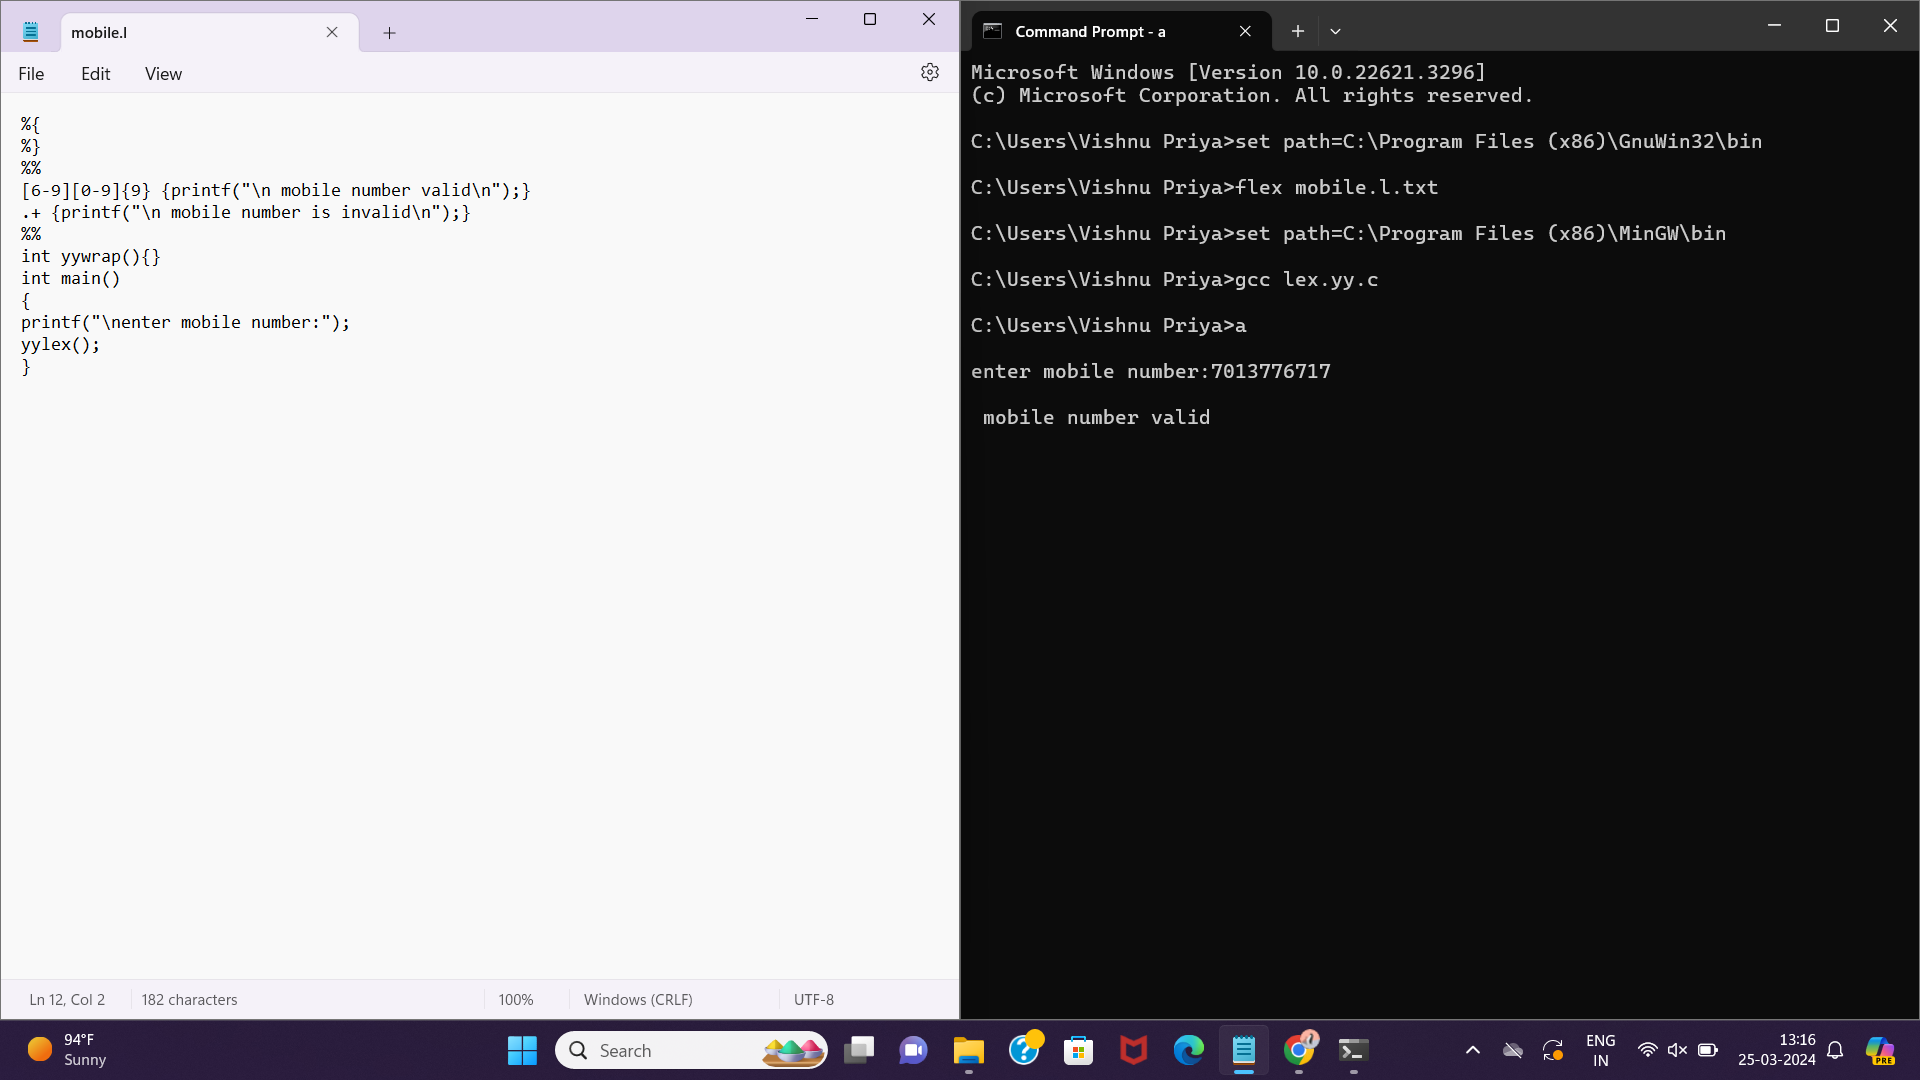 mobile.l
File Edit View
%{
%}
%%
[6-9][0-9]{9} {printf("\n mobile number valid\n");}
.+ {printf("\n mobile number is invalid\n");}
%%
int yywrap(){}
int main()
{
printf("\nenter mobile number:");
yylex();
}
Ln 12, Col 2 182 characters 100% Windows (CRLF) UTF-8
Command Prompt - a
Microsoft Windows [Version 10.0.22621.3296]
(c) Microsoft Corporation. All rights reserved.
C:\Users\Vishnu Priya>set path=C:\Program Files (x86)\GnuWin32\bin
C:\Users\Vishnu Priya>flex mobile.l.txt
C:\Users\Vishnu Priya>set path=C:\Program Files (x86)\MinGW\bin
C:\Users\Vishnu Priya>gcc lex.yy.c
C:\Users\Vishnu Priya>a
enter mobile number:7013776717
mobile number valid
94°F
Sunny
Search
ENG
IN
13:16
25-03-2024
PRE